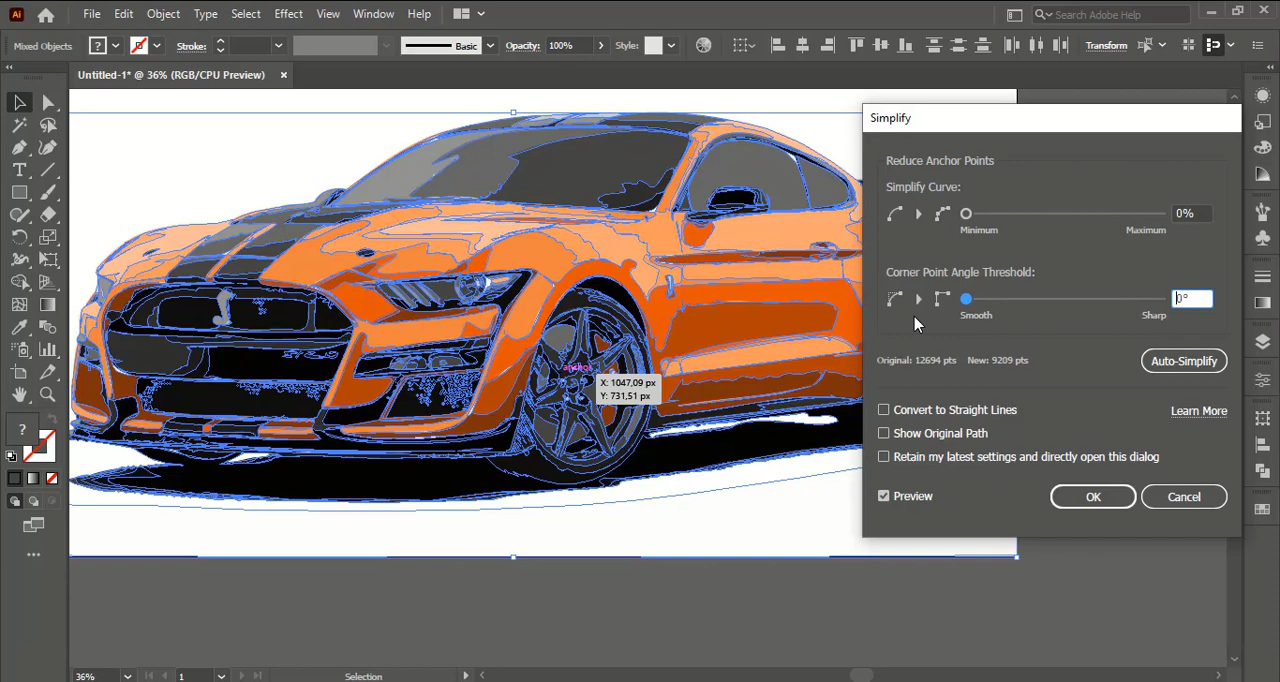 Ai File Edit Object Type Select Effect View Window Help Search Adobe Help
Mixed Objects ? Stroke: Basic Opacity: 100% Style: Transform
Untitled-1* @ 36% (RGB/CPU Preview) ×
Simplify
Reduce Anchor Points
Simplify Curve:
0%
Minimum Maximum
Corner Point Angle Threshold:
0°
Smooth Sharp
Original: 12694 pts New: 9209 pts Auto-Simplify
anchor
X: 1047,09 px
Y: 731,51 px
Convert to Straight Lines Learn More
Show Original Path
Retain my latest settings and directly open this dialog
Preview OK Cancel
?
36% 1 Selection